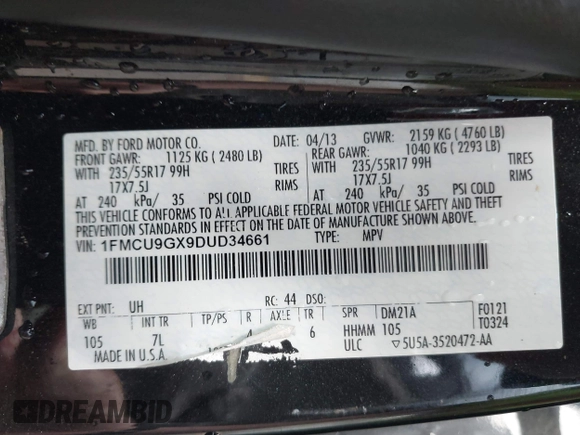 MFD. BY FORD MOTOR CO. DATE: 04/13 GVWR: 2159 KG ( 4760 LB)
FRONT GAWR: 1125 KG ( 2480 LB) REAR GAWR: 1040 KG ( 2293 LB)
WITH 235/55R17 99H TIRES WITH 235/55R17 99H TIRES
17X7.5J RIMS 17X7.5J RIMS
AT 240 kPa/ 35 PSI COLD AT 240 kPa/ 35 PSI COLD
THIS VEHICLE CONFORMS TO ALL APPLICABLE FEDERAL MOTOR VEHICLE SAFETY AND THEFT
PREVENTION STANDARDS IN EFFECT ON THE DATE OF MANUFACTURE SHOWN ABOVE.
VIN: 1FMCU9GX9DUD34661 TYPE: MPV
EXT PNT: UH RC: 44 DSO:
WB INT TR TP/PS R AXLE TR SPR DM21A F0121
105 7L 6 HHMM 105 T0324
MADE IN U.S.A. ULC ▽5U5A-3520472-AA
DREAMBID